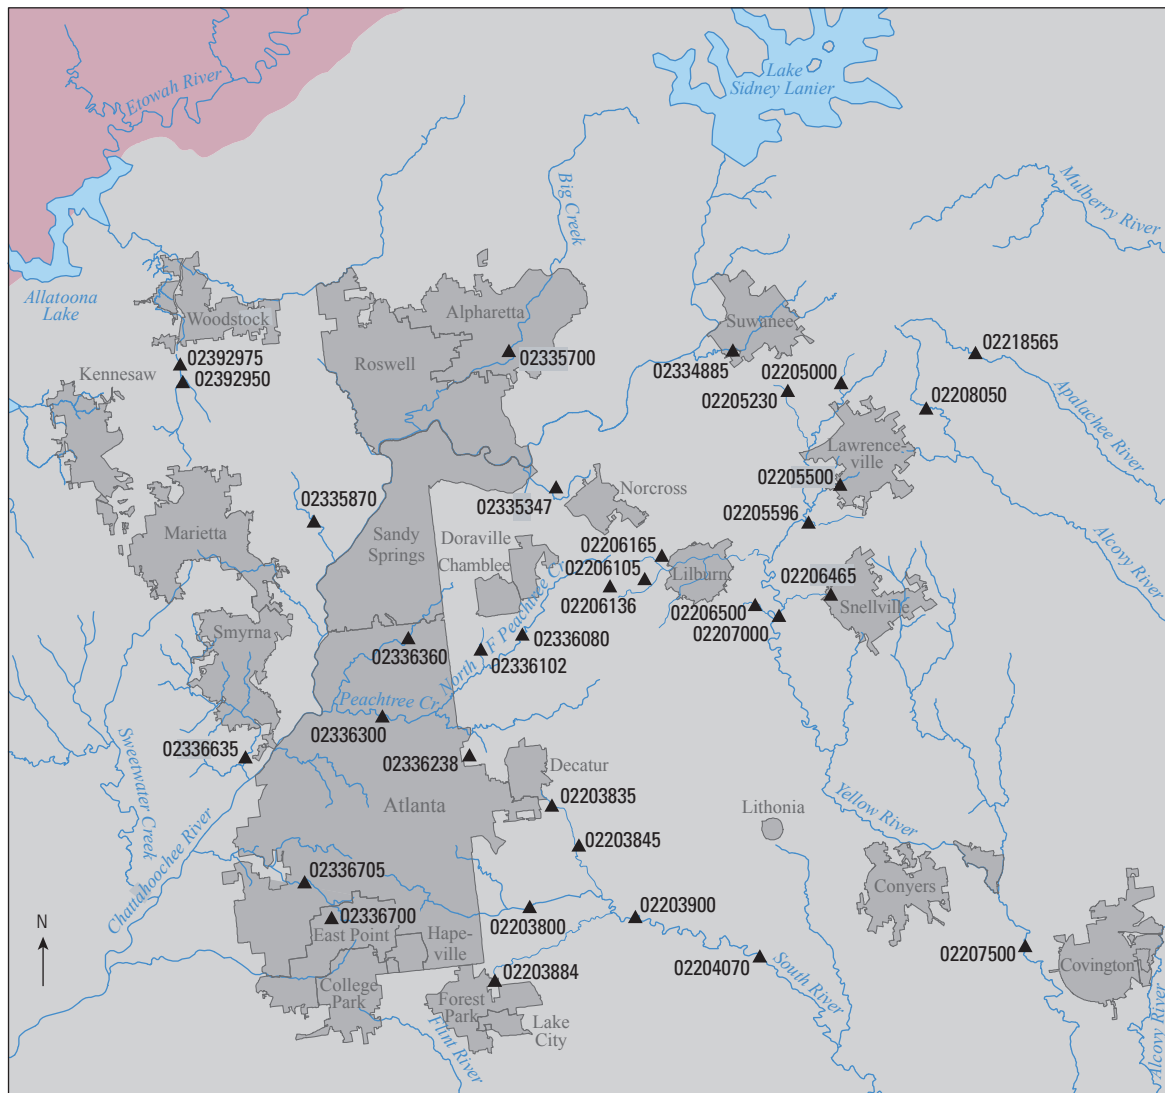 Etowah River
Lake
Sidney Lanier
Big Creek
Mulberry River
Allatoona
Lake
Woodstock
Alpharetta
Suwanee
Roswell
02392975
02335700
02334885
02218565
Kennesaw
02392950
02205000
02205230
02208050
Apalachee River
Lawrence-
ville
02205500
02335347
Norcross
02335870
02205596
Marietta
Sandy
Springs
Doraville
Chamblee
02206165
02206105
Lilburn
02206136
02206465
Alcovy River
02206500
Snellville
02207000
Smyrna
02336360
North F Peachtree Cr
02336080
02336102
Peachtree Cr
02336300
02336635
02336238
Sweetwater Creek
Decatur
Atlanta
02203835
Lithonia
Yellow River
02203845
Chattahoochee River
02336705
Conyers
02336700
02203800
02203900
East Point
Hape-
ville
N
02203884
02204070
South River
02207500
Covington
College
Park
Forest
Park
Lake
City
Flint River
Alcovy River